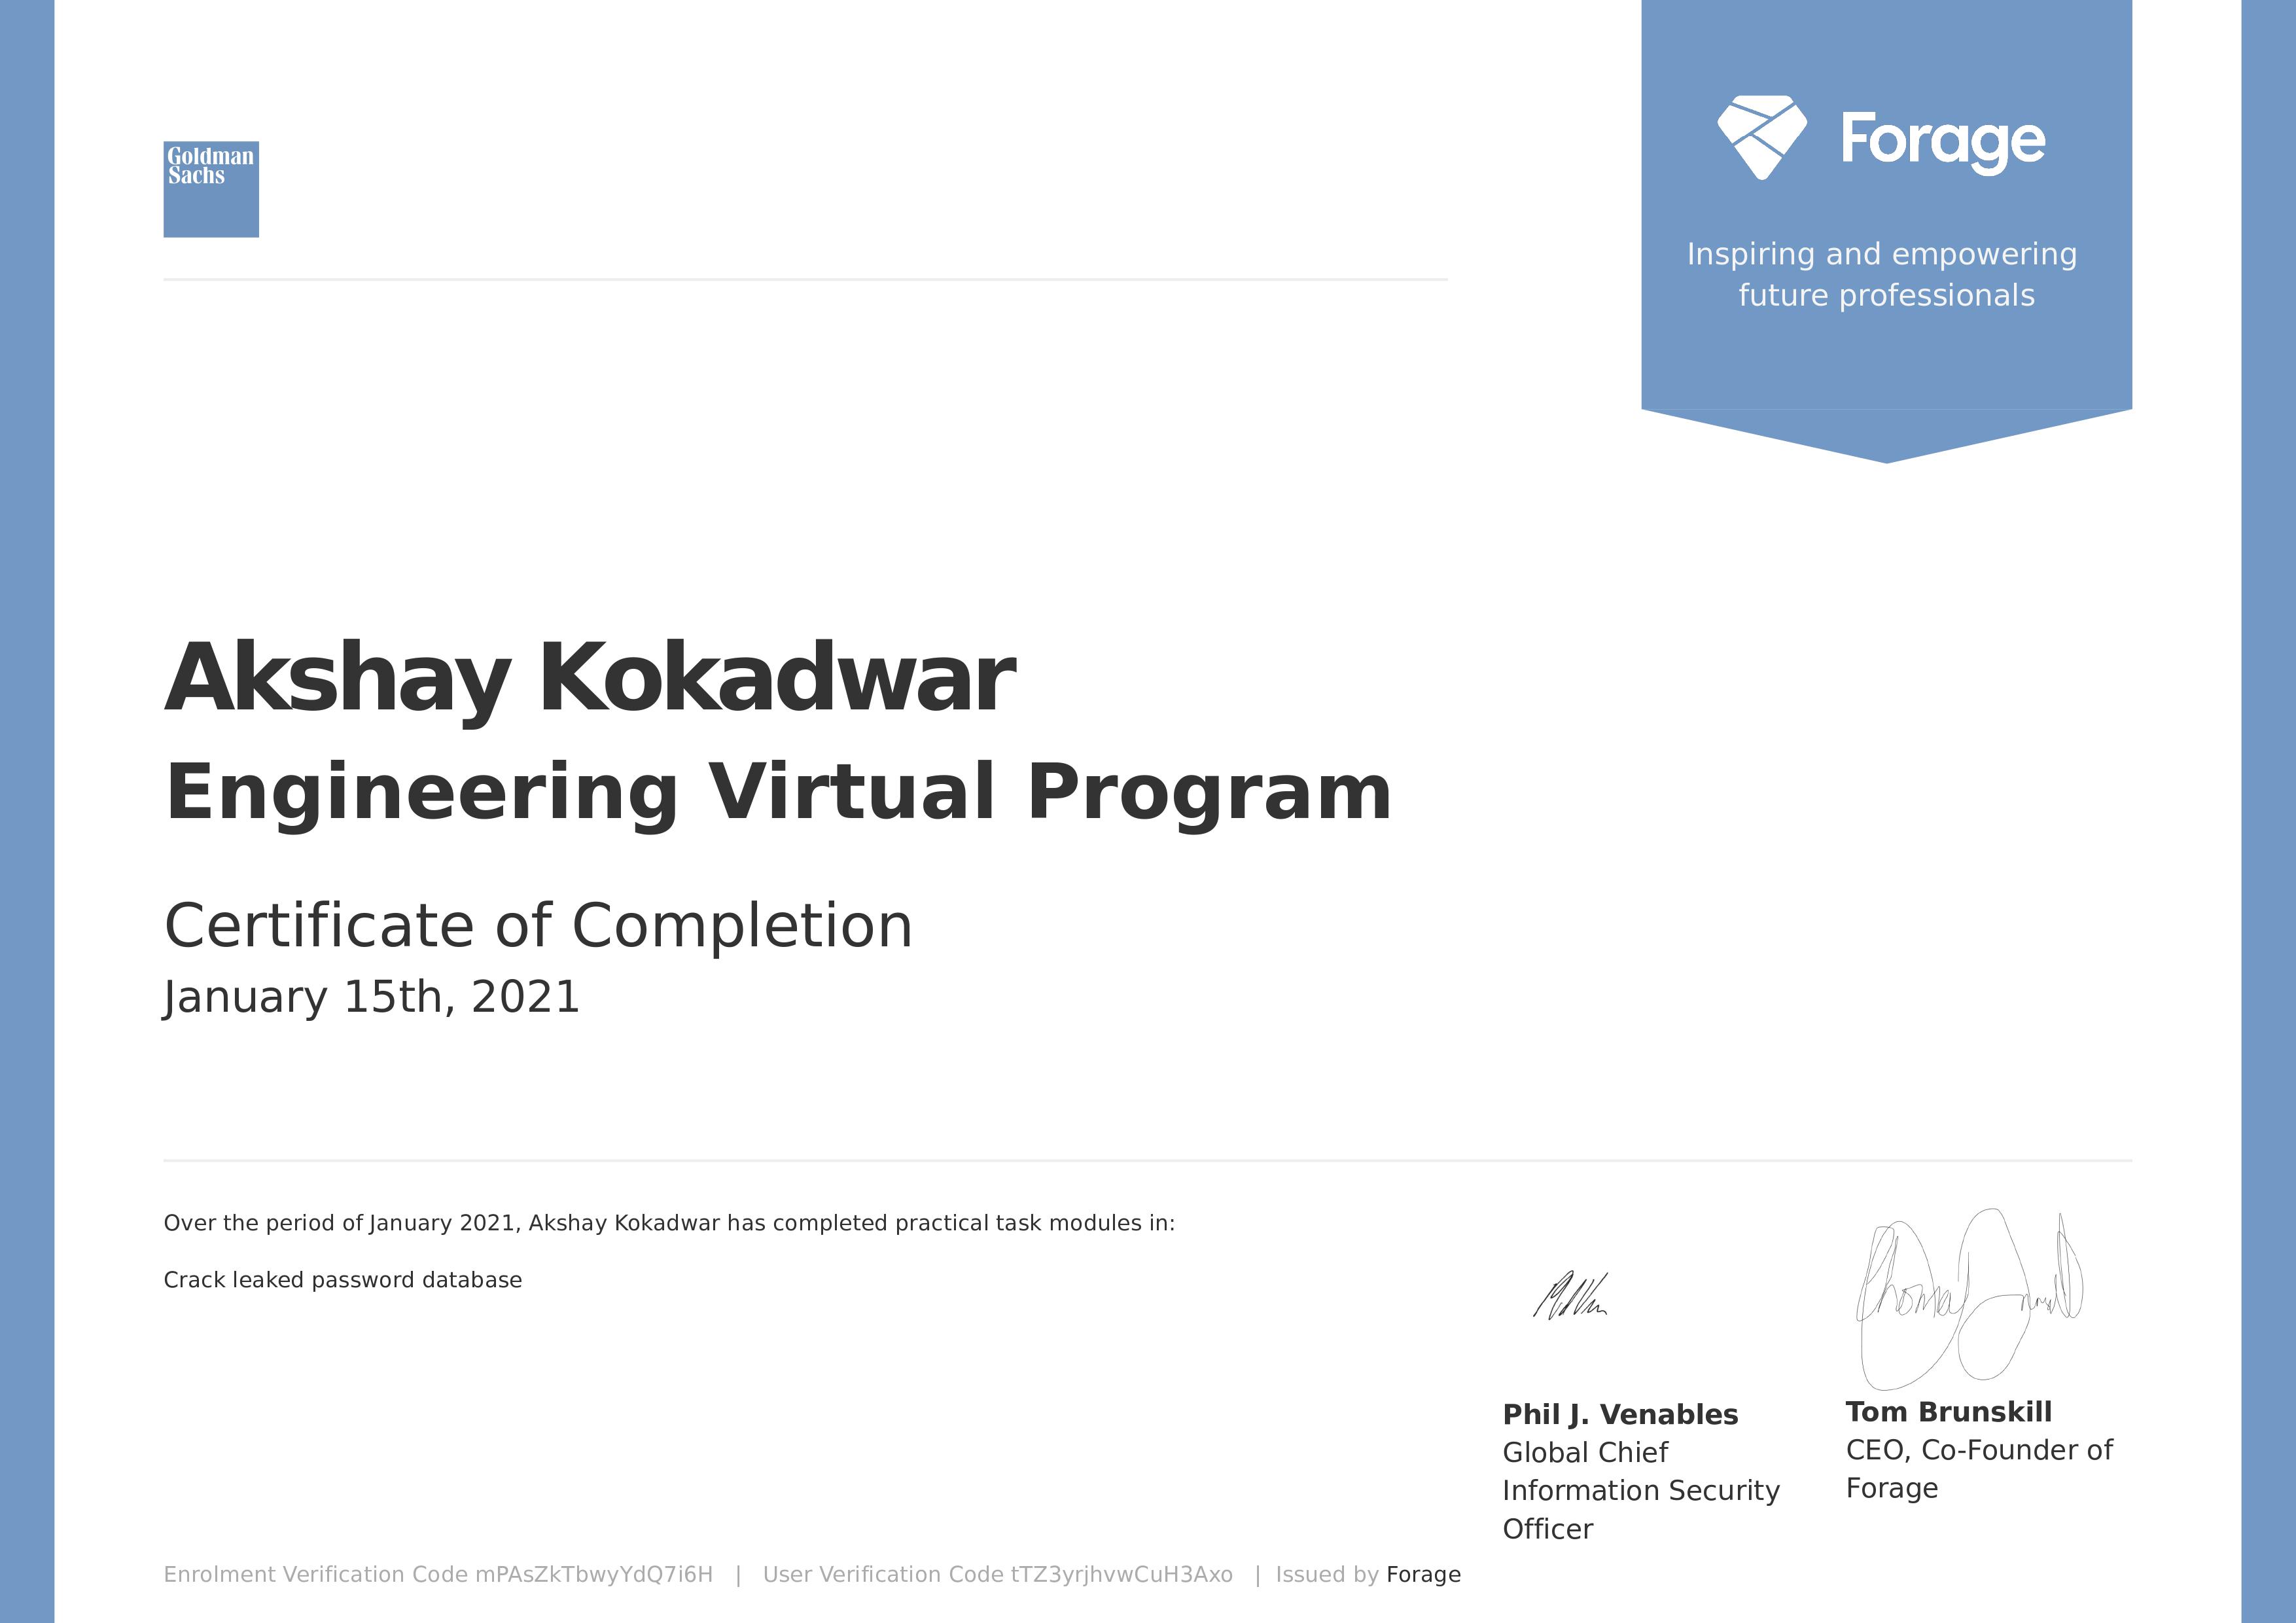 Goldman
Sachs
Forage
Inspiring and empowering
future professionals
Akshay Kokadwar
Engineering Virtual Program
Certificate of Completion
January 15th, 2021
Over the period of January 2021, Akshay Kokadwar has completed practical task modules in:
Crack leaked password database
Phil J. Venables
Global Chief
Information Security
Officer
Tom Brunskill
CEO, Co-Founder of
Forage
Enrolment Verification Code mPAsZkTbwyYdQ7i6H | User Verification Code tTZ3yrjhvwCuH3Axo | Issued by Forage